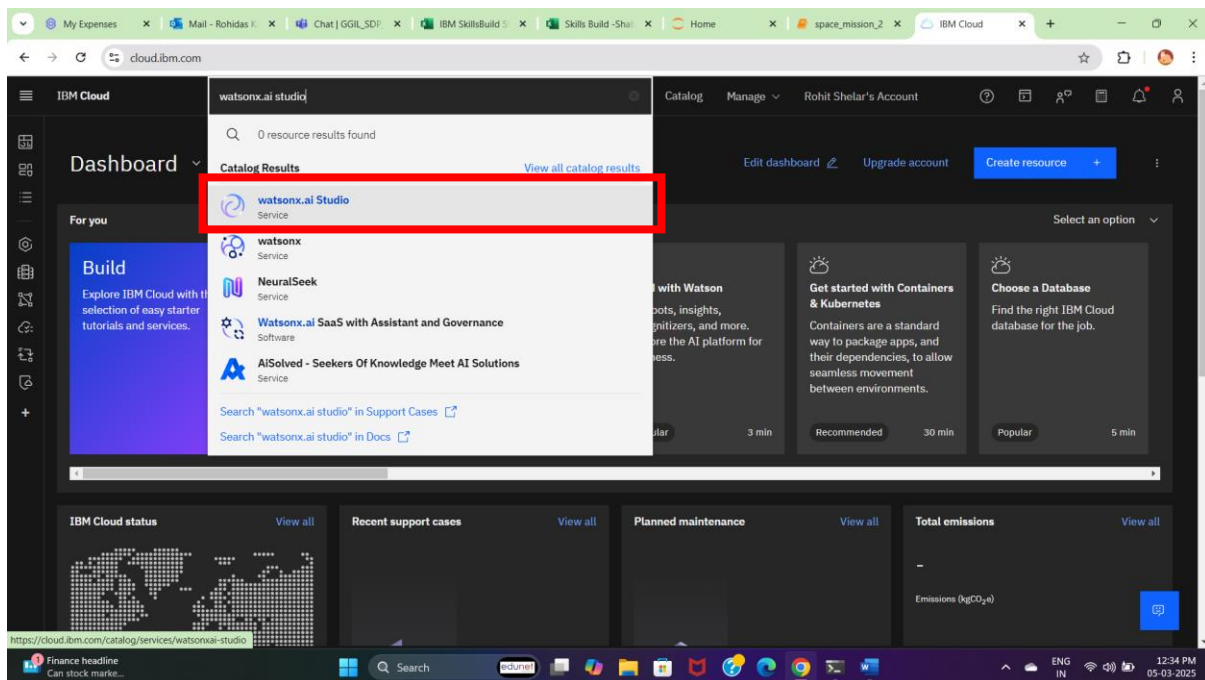 My Expenses
Mail - Rohidas K
Chat | GGIL_SDP
IBM SkillsBuild S
Skills Build -Shat
Home
space_mission_2
IBM Cloud
cloud.ibm.com
IBM Cloud
watsonx.ai studio
Catalog
Manage
Rohit Shelar's Account
0 resource results found
Dashboard
Catalog Results
View all catalog results
Edit dashboard
Upgrade account
Create resource +
watsonx.ai Studio
Service
For you
Select an option
watsonx
Service
Build
Explore IBM Cloud with
selection of easy starter
tutorials and services.
NeuralSeek
Service
Watsonx.ai SaaS with Assistant and Governance
Software
AiSolved - Seekers Of Knowledge Meet AI Solutions
Service
Search "watsonx.ai studio" in Support Cases
Search "watsonx.ai studio" in Docs
with Watson
insights,
and more.
the AI platform for
3 min
Get started with Containers
& Kubernetes
Containers are a standard
way to package apps, and
their dependencies, to allow
seamless movement
between environments.
Recommended
30 min
Choose a Database
Find the right IBM Cloud
database for the job.
Popular
5 min
IBM Cloud status
View all
Recent support cases
View all
Planned maintenance
View all
Total emissions
View all
-
Emissions (kgCO2e)
https://cloud.ibm.com/catalog/services/watsonxai-studio
1
Finance headline
Can stock marke...
Search
edunet
ENG
IN
12:34 PM
05-03-2025